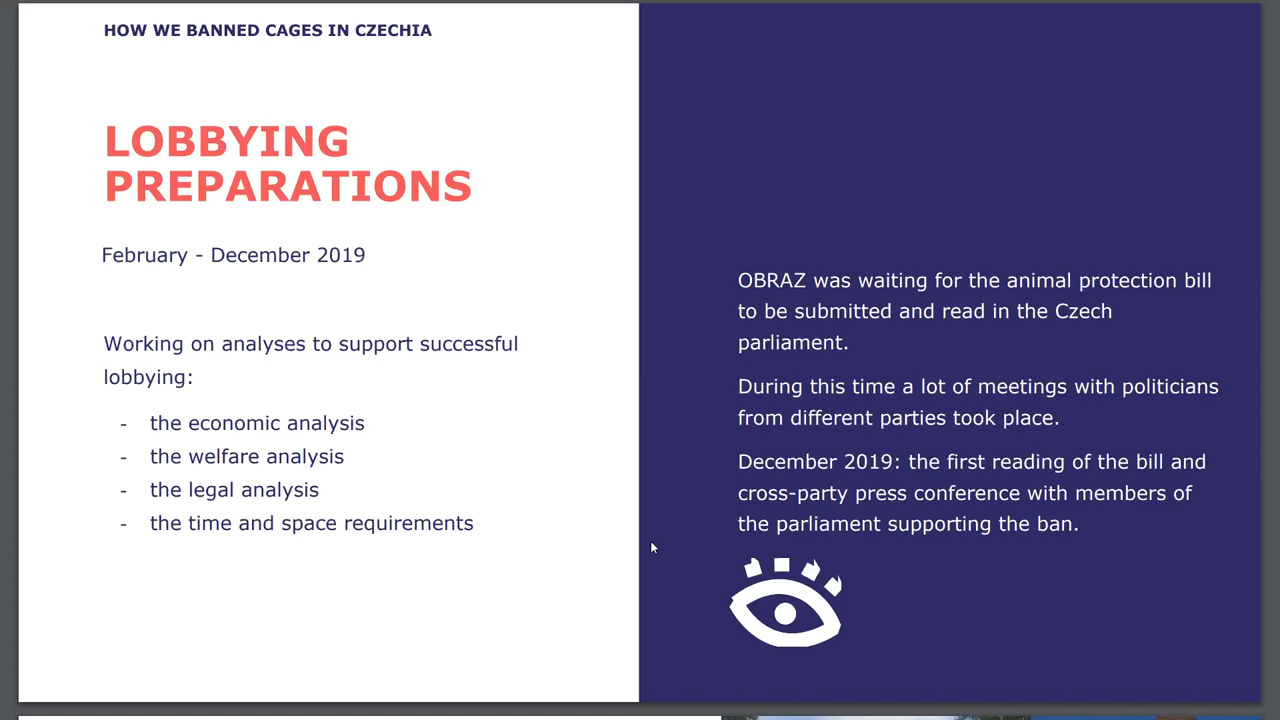 HOW WE BANNED CAGES IN CZECHIA
LOBBYING
PREPARATIONS
February - December 2019
Working on analyses to support successful
lobbying:
- the economic analysis
- the welfare analysis
- the legal analysis
- the time and space requirements
OBRAZ was waiting for the animal protection bill
to be submitted and read in the Czech
parliament.
During this time a lot of meetings with politicians
from different parties took place.
December 2019: the first reading of the bill and
cross-party press conference with members of
the parliament supporting the ban.